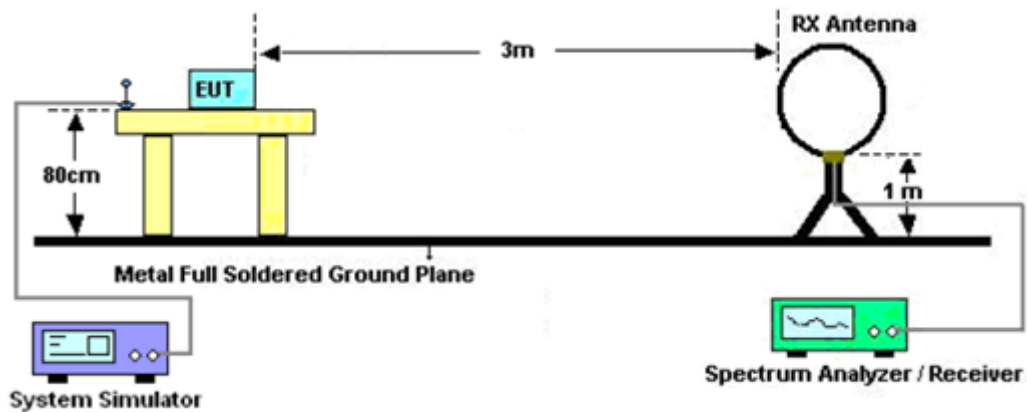 RX Antenna
3m
EUT
80cm
1 m
Metal Full Soldered Ground Plane
System Simulator
Spectrum Analyzer / Receiver